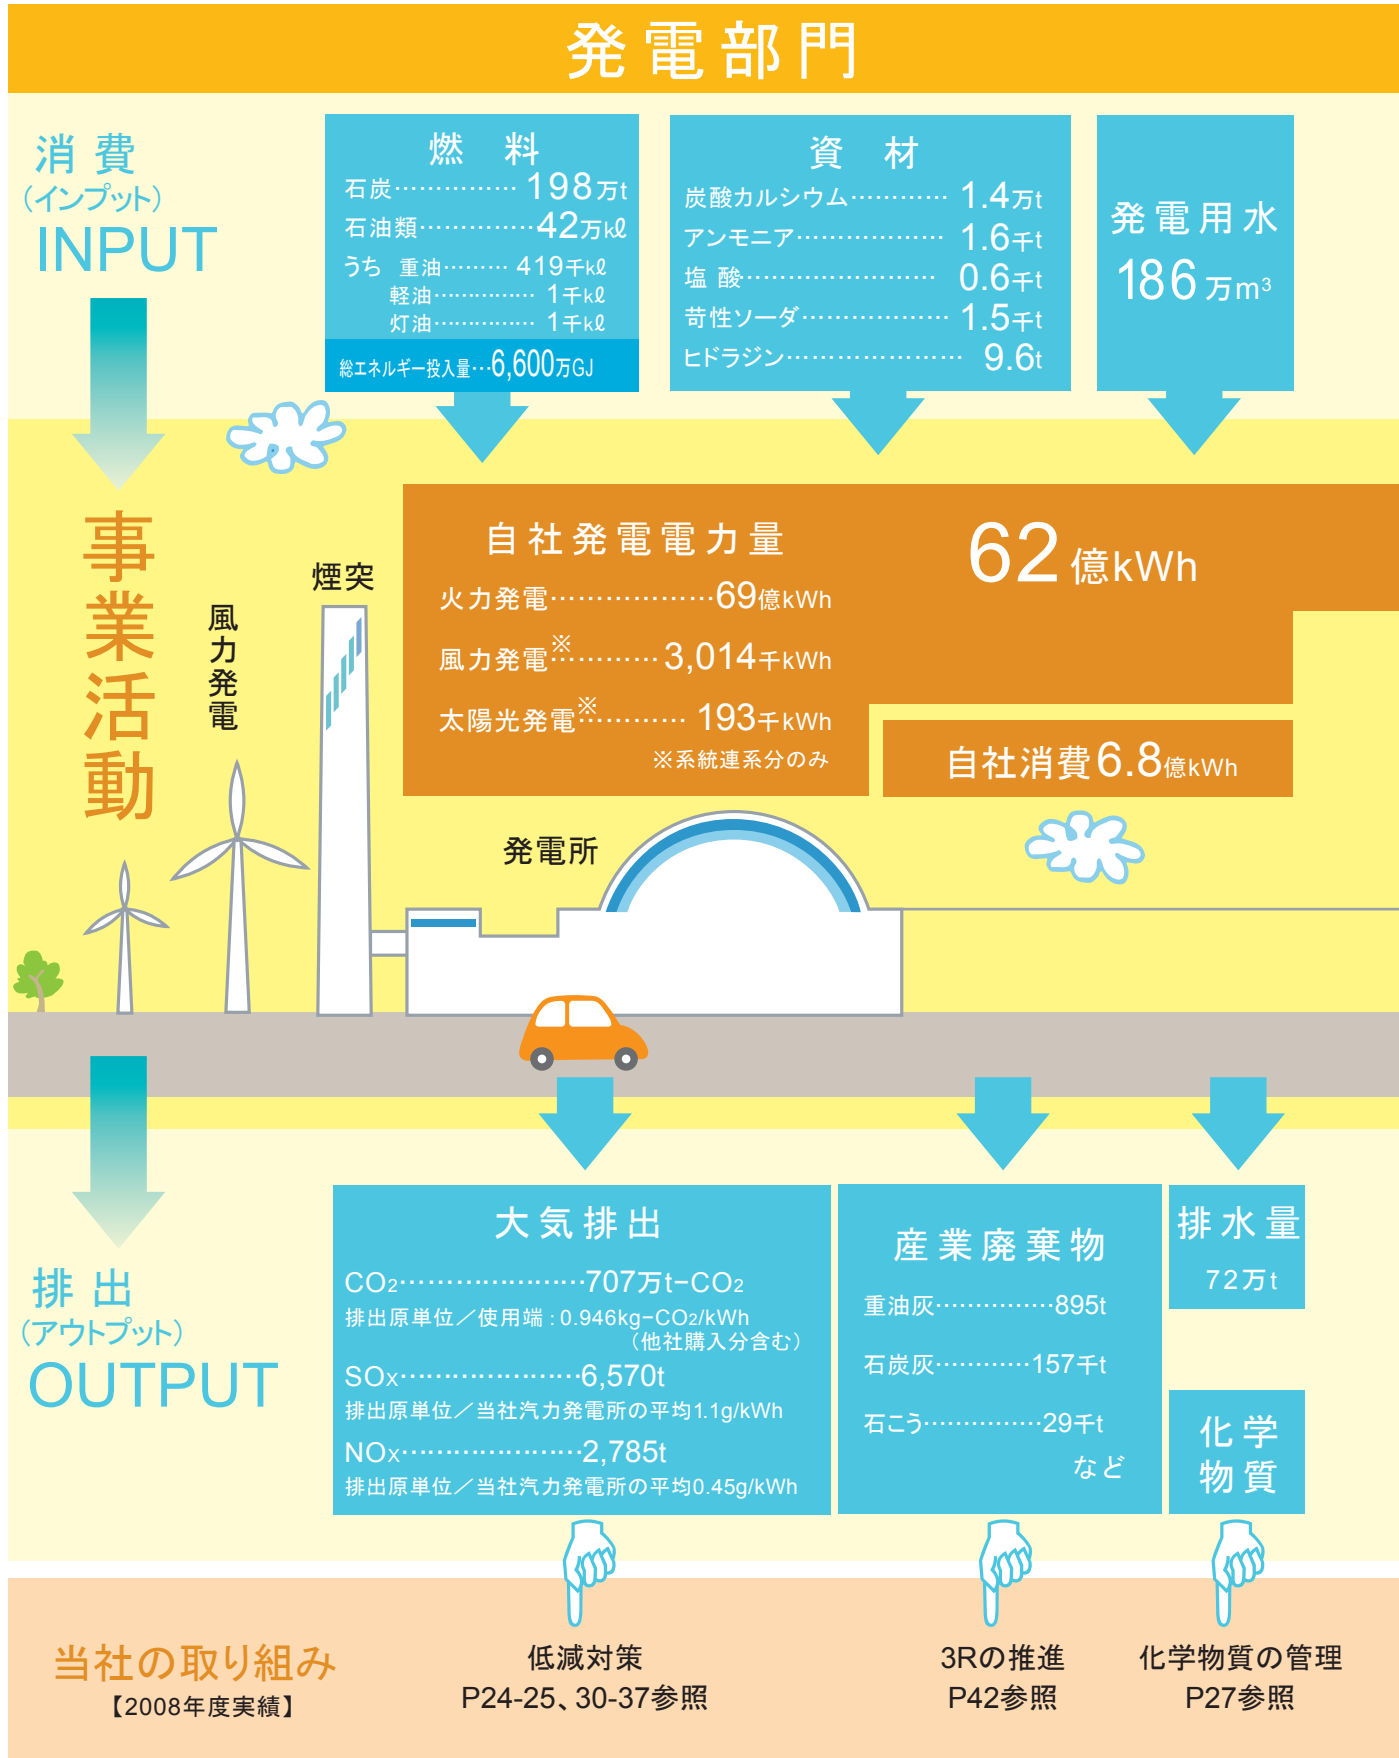 発電部門
消費
（インプット）
INPUT
燃料
石炭…………… 198万t
石油類……………42万kℓ
うち 重油……… 419千kℓ
軽油…………… 1千kℓ
灯油…………… 1千kℓ
総エネルギー投入量…6,600万GJ
資材
炭酸カルシウム………… 1.4万t
アンモニア……………… 1.6千t
塩酸…………………… 0.6千t
苛性ソーダ……………… 1.5千t
ヒドラジン………………… 9.6t
発電用水
186万m³
事業活動
風力発電
煙突
自社発電電力量
火力発電………………69億kWh
風力発電※………… 3,014千kWh
太陽光発電※………… 193千kWh
※系統連系分のみ
62億kWh
自社消費6.8億kWh
発電所
排出
（アウトプット）
OUTPUT
大気排出
CO₂…………………707万t−CO₂
排出原単位／使用端：0.946kg−CO₂/kWh
（他社購入分含む）
SOx…………………6,570t
排出原単位／当社汽力発電所の平均1.1g/kWh
NOx…………………2,785t
排出原単位／当社汽力発電所の平均0.45g/kWh
産業廃棄物
重油灰……………895t
石炭灰…………157千t
石こう……………29千t
など
排水量
72万t
化学
物質
当社の取り組み
【2008年度実績】
低減対策
P24-25、30-37参照
3Rの推進
P42参照
化学物質の管理
P27参照